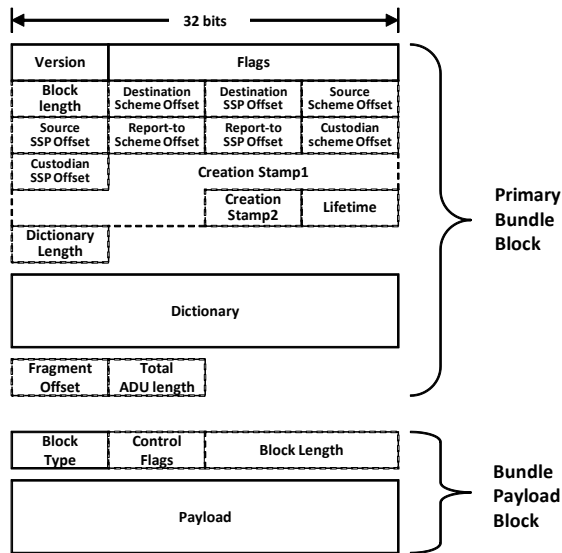 32 bits
Version
Flags
Block
length
Destination
Scheme Offset
Destination
SSP Offset
Source
Scheme Offset
Source
SSP Offset
Report-to
Scheme Offset
Report-to
SSP Offset
Custodian
scheme Offset
Custodian
SSP Offset
Creation Stamp1
Creation
Stamp2
Lifetime
Dictionary
Length
Dictionary
Fragment
Offset
Total
ADU length
Primary
Bundle
Block
Block
Type
Control
Flags
Block Length
Payload
Bundle
Payload
Block